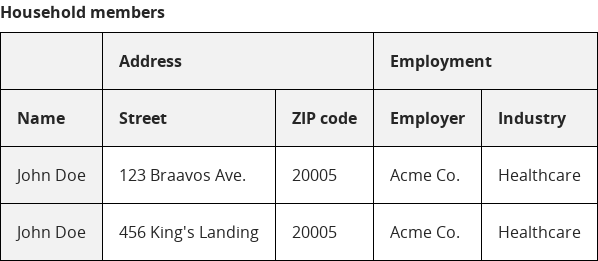 Household members
Address Employment
Name Street ZIP code Employer Industry
John Doe 123 Braavos Ave. 20005 Acme Co. Healthcare
John Doe 456 King's Landing 20005 Acme Co. Healthcare